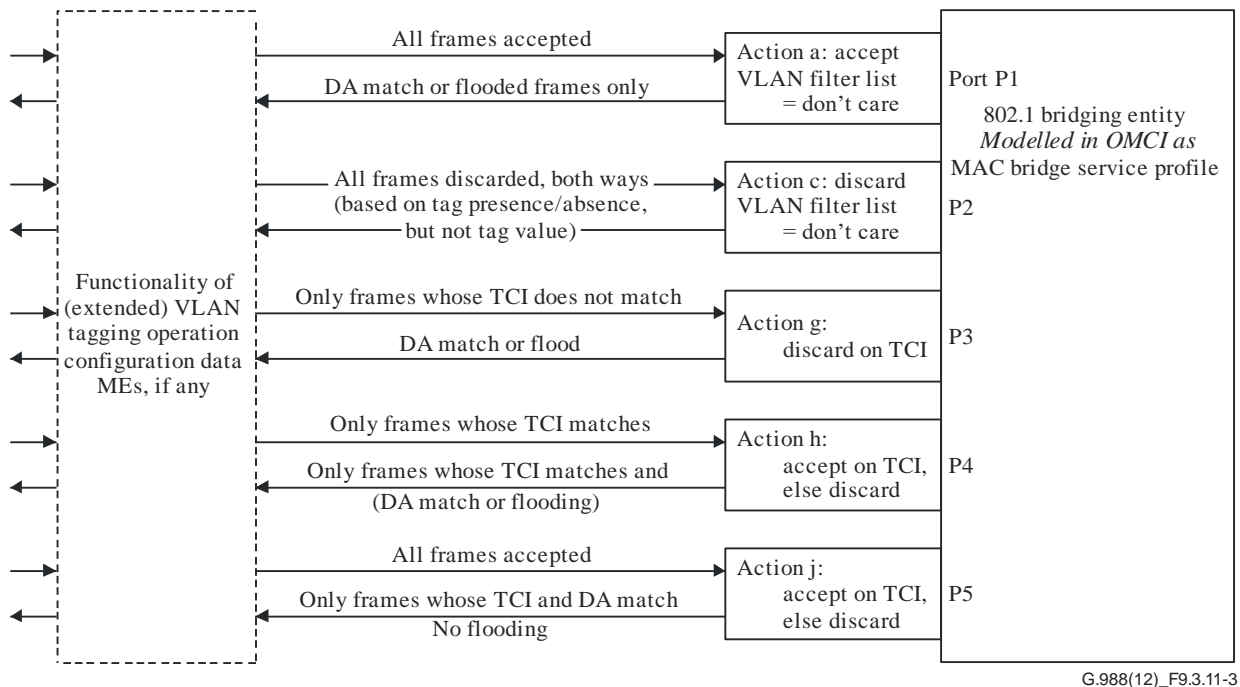 Functionality of
(extended) VLAN
tagging operation
configuration data
MEs, if any
All frames accepted
DA match or flooded frames only
Action a: accept
VLAN filter list
= don't care
Port P1
802.1 bridging entity
Modelled in OMCI as
MAC bridge service profile
All frames discarded, both ways
(based on tag presence/absence,
but not tag value)
Action c: discard
VLAN filter list
= don't care
P2
Only frames whose TCI does not match
DA match or flood
Action g:
discard on TCI
P3
Only frames whose TCI matches
Only frames whose TCI matches and
(DA match or flooding)
Action h:
accept on TCI,
else discard
P4
All frames accepted
Only frames whose TCI and DA match
No flooding
Action j:
accept on TCI,
else discard
P5
G.988(12)_F9.3.11-3